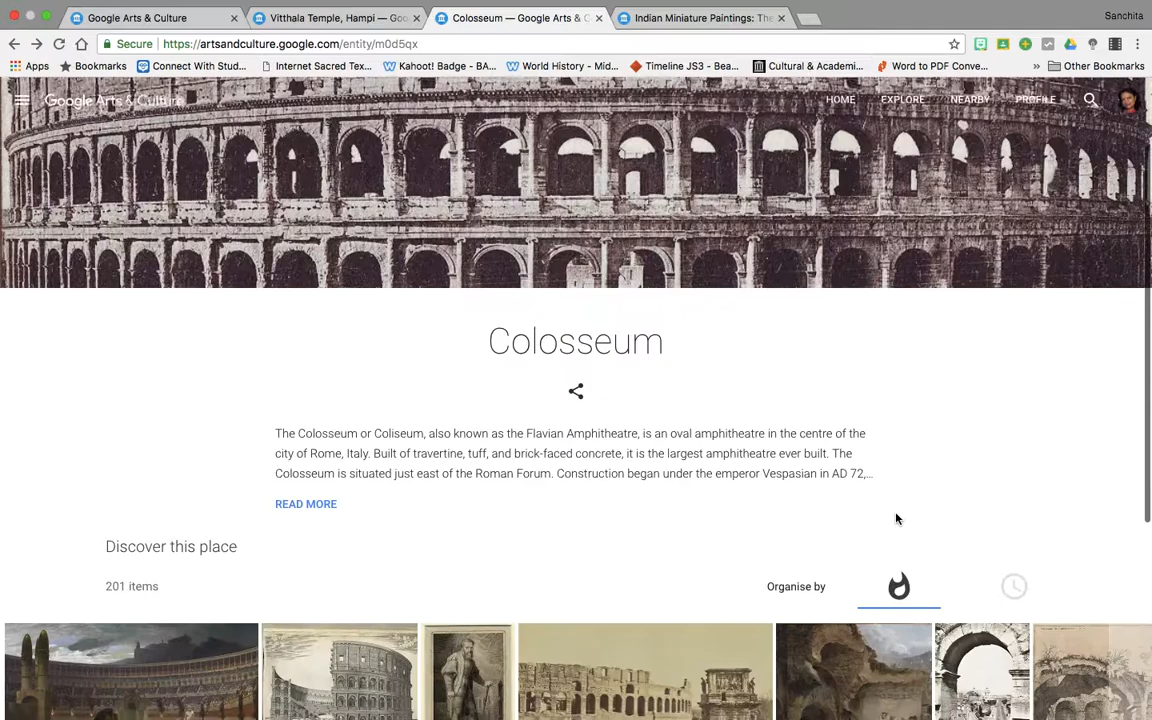 Google Arts & Culture
Vitthala Temple, Hampi — Goo
Colosseum — Google Arts & C
Indian Miniature Paintings: The
Sanchita
Secure
https://artsandculture.google.com/entity/m0d5qx
Apps
Bookmarks
Connect With Stud...
Internet Sacred Tex...
Kahoot! Badge - BA...
World History - Mid...
Timeline JS3 - Bea...
Cultural & Academi...
Word to PDF Conve...
»
Other Bookmarks
Google Arts & Culture
HOME
EXPLORE
NEARBY
PROFILE
Colosseum
The Colosseum or Coliseum, also known as the Flavian Amphitheatre, is an oval amphitheatre in the centre of the
city of Rome, Italy. Built of travertine, tuff, and brick-faced concrete, it is the largest amphitheatre ever built. The
Colosseum is situated just east of the Roman Forum. Construction began under the emperor Vespasian in AD 72,...
READ MORE
Discover this place
201 items
Organise by